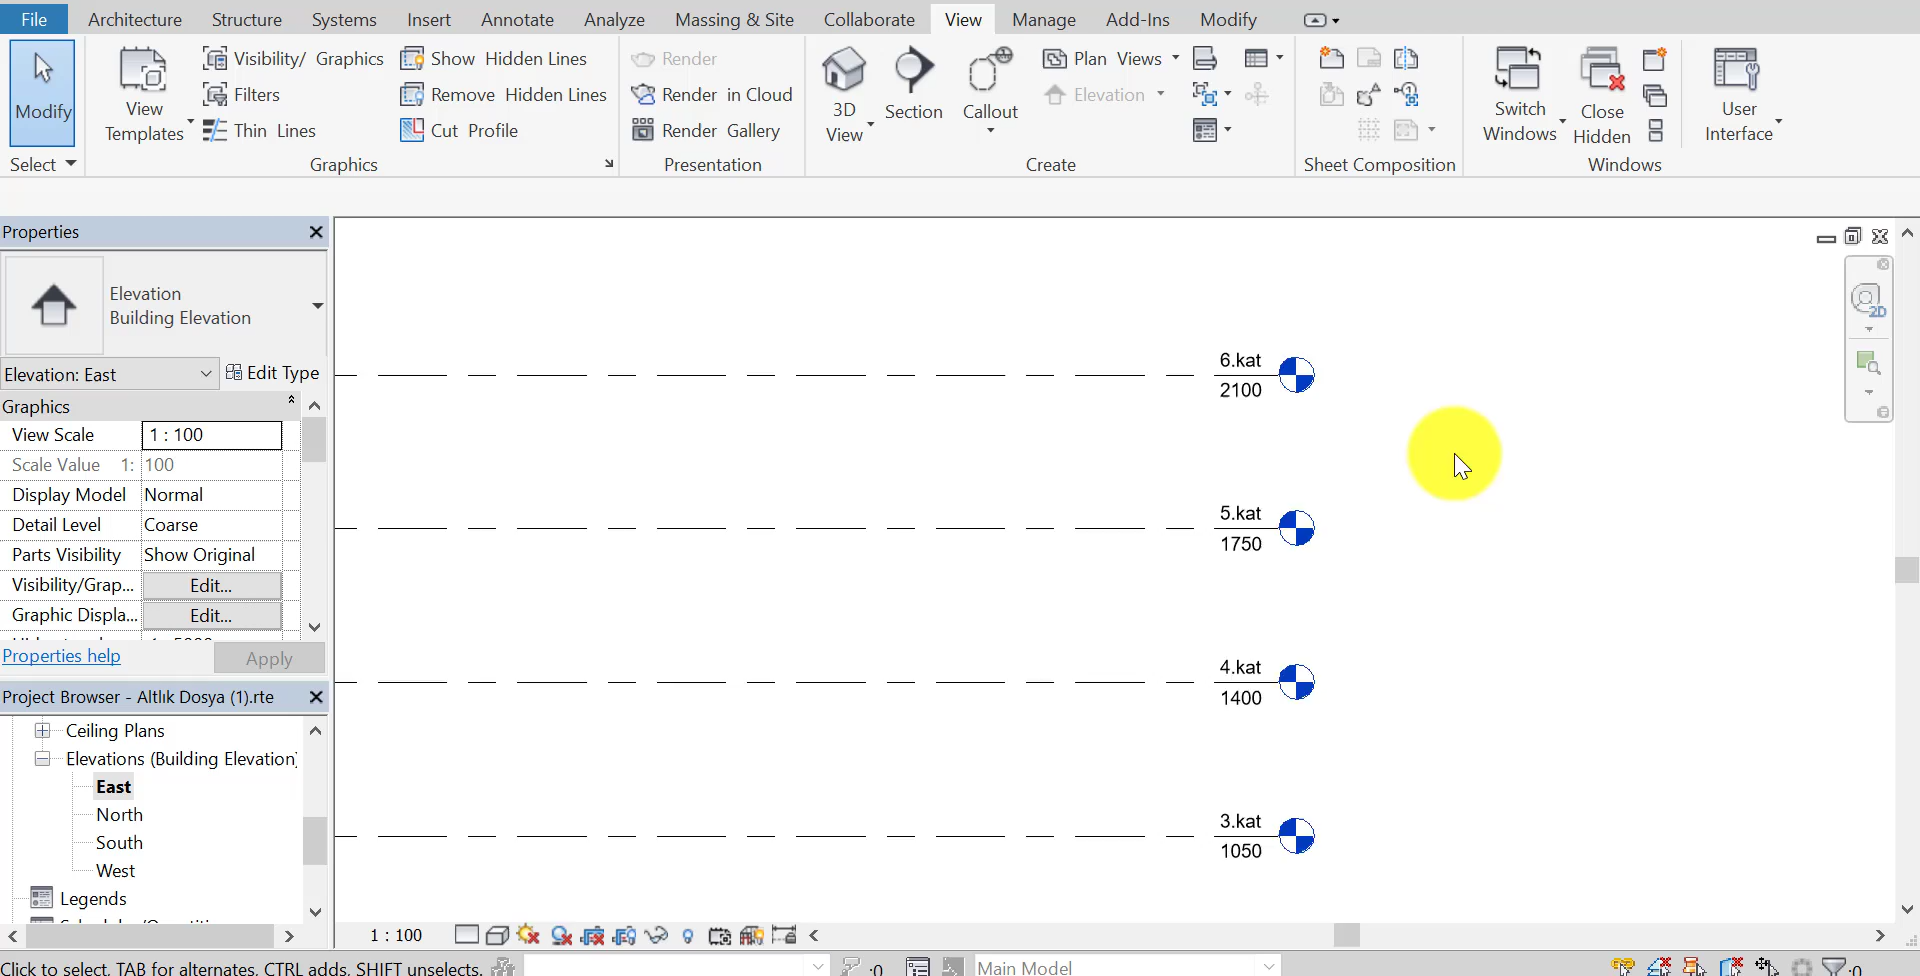 File Architecture Structure Systems Insert Annotate Analyze Massing & Site Collaborate View Manage Add-Ins Modify
Modify
Select
View
Templates
Visibility/ Graphics
Filters
Thin Lines
Show Hidden Lines
Remove Hidden Lines
Cut Profile
Graphics
Render
Render in Cloud
Render Gallery
Presentation
3D
View
Section
Callout
Plan Views
Elevation
Create
Sheet Composition
Switch
Windows
Close
Hidden
Windows
User
Interface
Properties
Elevation
Building Elevation
Elevation: East
Edit Type
Graphics
View Scale 1 : 100
Scale Value 1: 100
Display Model Normal
Detail Level Coarse
Parts Visibility Show Original
Visibility/Grap... Edit...
Graphic Displa... Edit...
Properties help
Apply
Project Browser - Altlık Dosya (1).rte
Ceiling Plans
Elevations (Building Elevation)
East
North
South
West
Legends
6.kat
2100
5.kat
1750
4.kat
1400
3.kat
1050
2D
1 : 100
Click to select, TAB for alternates, CTRL adds, SHIFT unselects.
:0
Main Model
:0